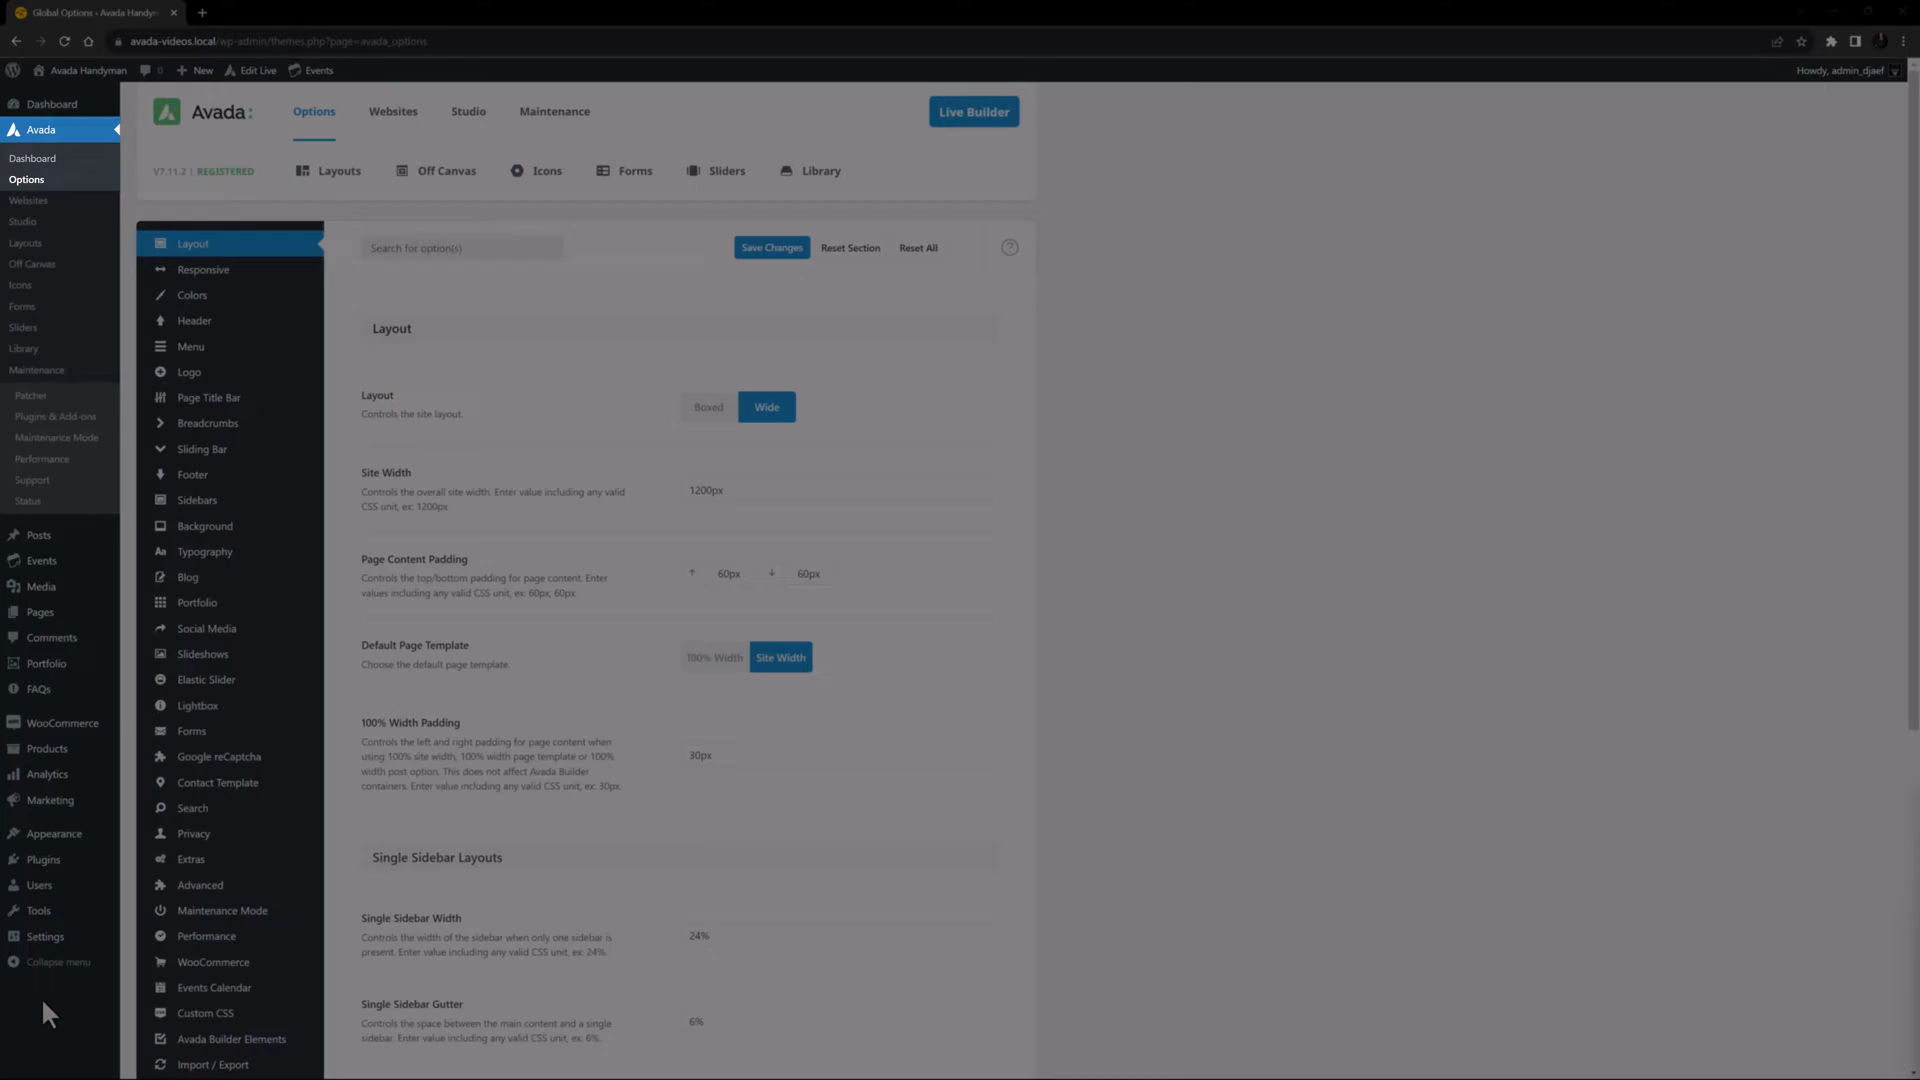 Global Options ‹ Avada Handym
avada-videos.local/wp-admin/themes.php?page=avada_options
Avada Handyman
0
New
Edit Live
Events
Howdy, admin_djaef
Dashboard
Avada
Dashboard
Options
Websites
Studio
Layouts
Off Canvas
Icons
Forms
Sliders
Library
Maintenance
Patcher
Plugins & Add-ons
Maintenance Mode
Performance
Support
Status
Posts
Events
Media
Pages
Comments
Portfolio
FAQs
WooCommerce
Products
Analytics
Marketing
Appearance
Plugins
Users
Tools
Settings
Collapse menu
Avada:
Options
Websites
Studio
Maintenance
Live Builder
V7.11.2 | REGISTERED
Layouts
Off Canvas
Icons
Forms
Sliders
Library
Layout
Responsive
Colors
Header
Menu
Logo
Page Title Bar
Breadcrumbs
Sliding Bar
Footer
Sidebars
Background
Typography
Blog
Portfolio
Social Media
Slideshows
Elastic Slider
Lightbox
Forms
Google reCaptcha
Contact Template
Search
Privacy
Extras
Advanced
Maintenance Mode
Performance
WooCommerce
Events Calendar
Custom CSS
Avada Builder Elements
Import / Export
Search for option(s)
Save Changes
Reset Section
Reset All
Layout
Layout
Controls the site layout.
Boxed
Wide
Site Width
Controls the overall site width. Enter value including any valid
CSS unit, ex: 1200px.
1200px
Page Content Padding
Controls the top/bottom padding for page content. Enter
values including any valid CSS unit, ex: 60px, 60px.
60px
60px
Default Page Template
Choose the default page template.
100% Width
Site Width
100% Width Padding
Controls the left and right padding for page content when
using 100% site width, 100% width page template or 100%
width post option. This does not affect Avada Builder
containers. Enter value including any valid CSS unit, ex: 30px.
30px
Single Sidebar Layouts
Single Sidebar Width
Controls the width of the sidebar when only one sidebar is
present. Enter value including any valid CSS unit, ex: 24%.
24%
Single Sidebar Gutter
Controls the space between the main content and a single
sidebar. Enter value including any valid CSS unit, ex: 6%.
6%